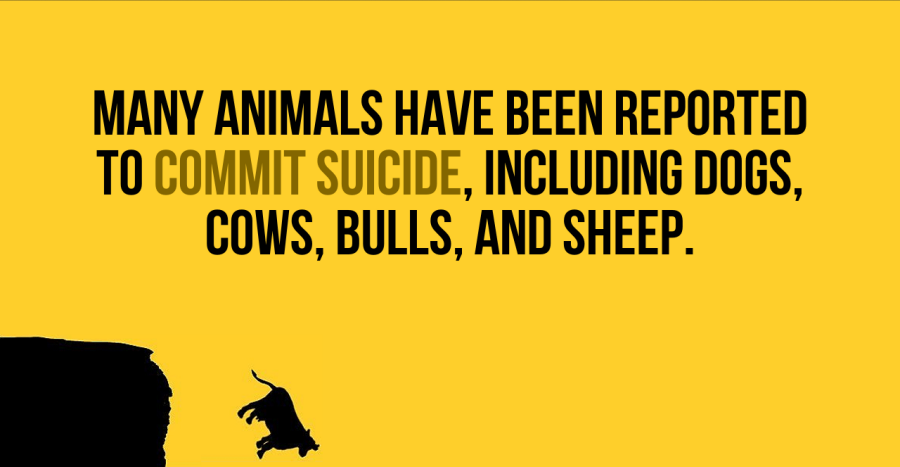 MANY ANIMALS HAVE BEEN REPORTED
TO COMMIT SUICIDE, INCLUDING DOGS,
COWS, BULLS, AND SHEEP.